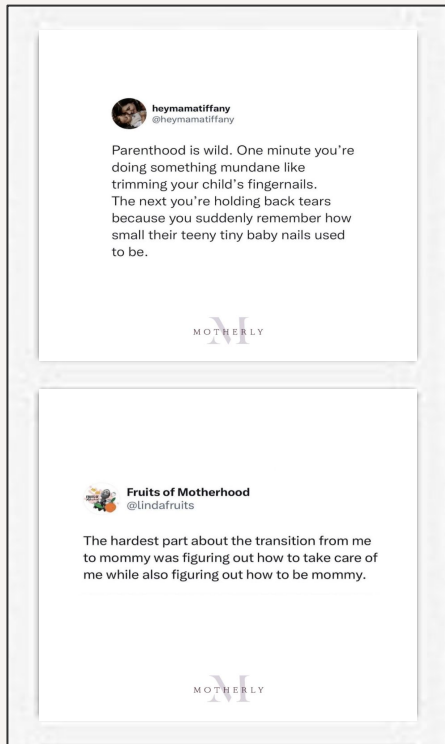 heymamatiffany
@heymamatiffany
Parenthood is wild. One minute you're
doing something mundane like
trimming your child's fingernails.
The next you're holding back tears
because you suddenly remember how
small their teeny tiny baby nails used
to be.
MOTHERLY
Fruits of Motherhood
@lindafruits
The hardest part about the transition from me
to mommy was figuring out how to take care of
me while also figuring out how to be mommy.
MOTHERLY